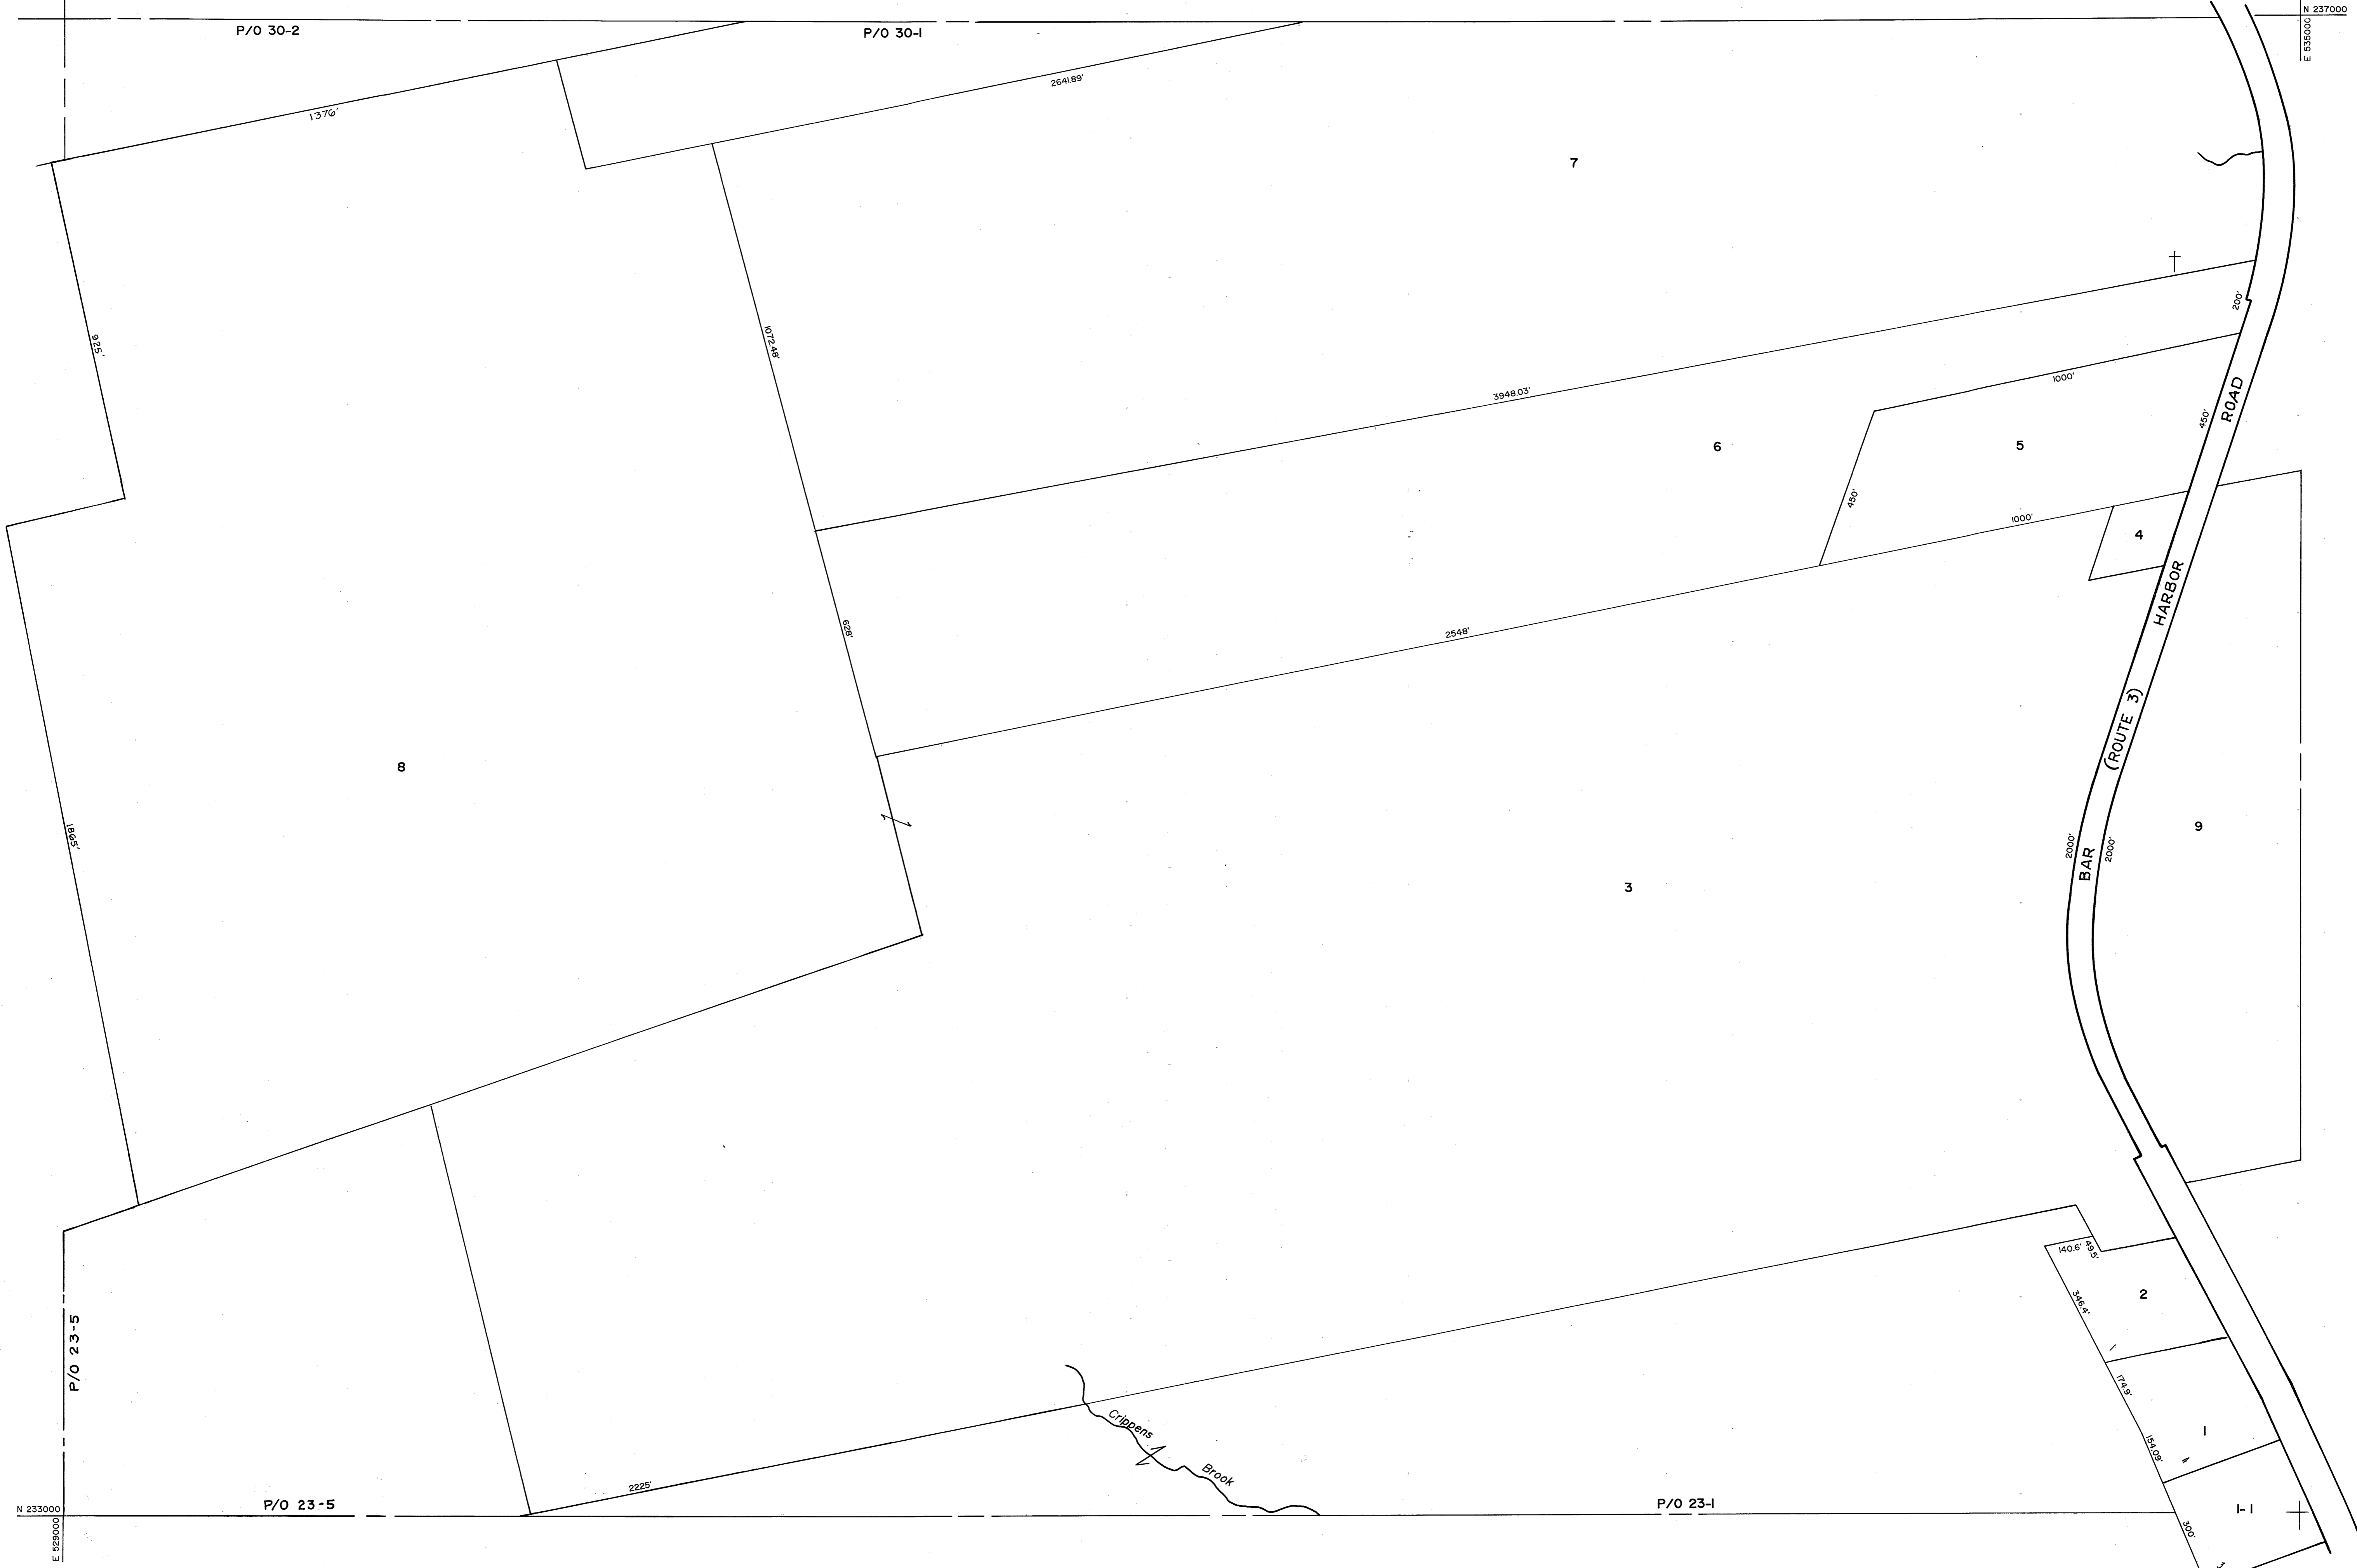 N 237000
E 535000
P/O 30-2
P/O 30-1
2641.89'
1376'
7
200'
925'
1072.48'
1000'
3948.03'
ROAD
450'
6
5
450'
1000'
4
HARBOR
628'
2548'
(ROUTE 3)
8
9
1865'
2000'
BAR
2000'
3
140.6'
49.5'
2
346.4'
P/O 23-5
174.9'
Crippens
1
154.09'
Brook
2225'
P/O 23-5
P/O 23-1
1-1
N 233000
E 529000
300'